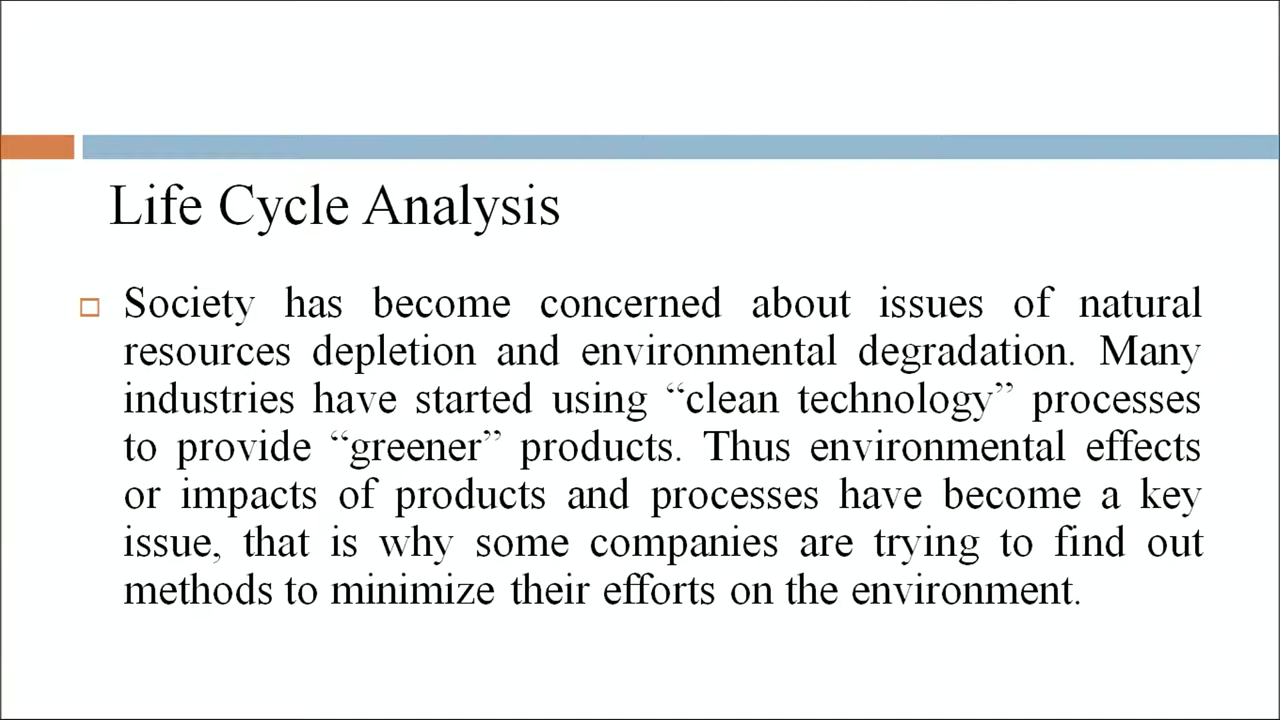 Life Cycle Analysis
Society has become concerned about issues of natural
resources depletion and environmental degradation. Many
industries have started using “clean technology” processes
to provide “greener” products. Thus environmental effects
or impacts of products and processes have become a key
issue, that is why some companies are trying to find out
methods to minimize their efforts on the environment.